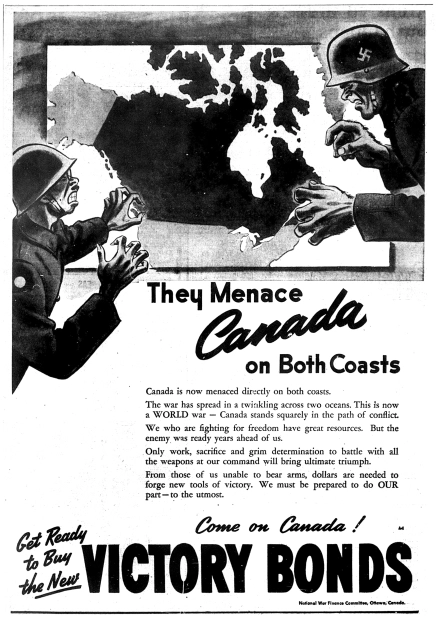 They Menace
Canada
on Both Coasts
Canada is now menaced directly on both coasts.
The war has spread in a twinkling across two oceans. This is now
a WORLD war — Canada stands squarely in the path of conflict.
We who are fighting for freedom have great resources. But the
enemy was ready years ahead of us.
Only work, sacrifice and grim determination to battle with all
the weapons at our command will bring ultimate triumph.
From those of us unable to bear arms, dollars are needed to
forge new tools of victory. We must be prepared to do OUR
part—to the utmost.
Come on Canada!
Get Ready
to Buy
the New
VICTORY BONDS
National War Finance Committee, Ottawa, Canada.